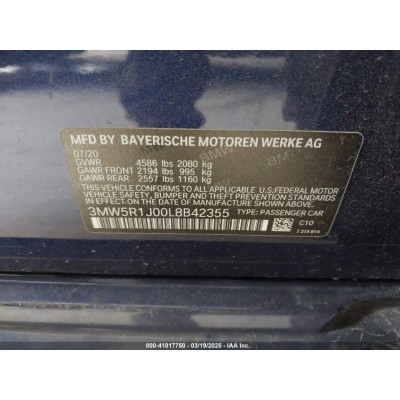 MFD BY BAYERISCHE MOTOREN WERKE AG
07/20
GVWR 4586 lbs 2080 kg
GAWR FRONT 2194 lbs 995 kg
GAWR REAR 2557 lbs 1160 kg
THIS VEHICLE CONFORMS TO ALL APPLICABLE U.S.FEDERAL MOTOR
VEHICLE SAFETY, BUMPER AND THEFT PREVENTION STANDARDS IN
EFFECT ON THE DATE OF MANUFACTURE SHOWN ABOVE.
3MW5R1J00L8B42355 TYPE: PASSENGER CAR
C10
000-41817750 - 03/19/2025 - IAA Inc.